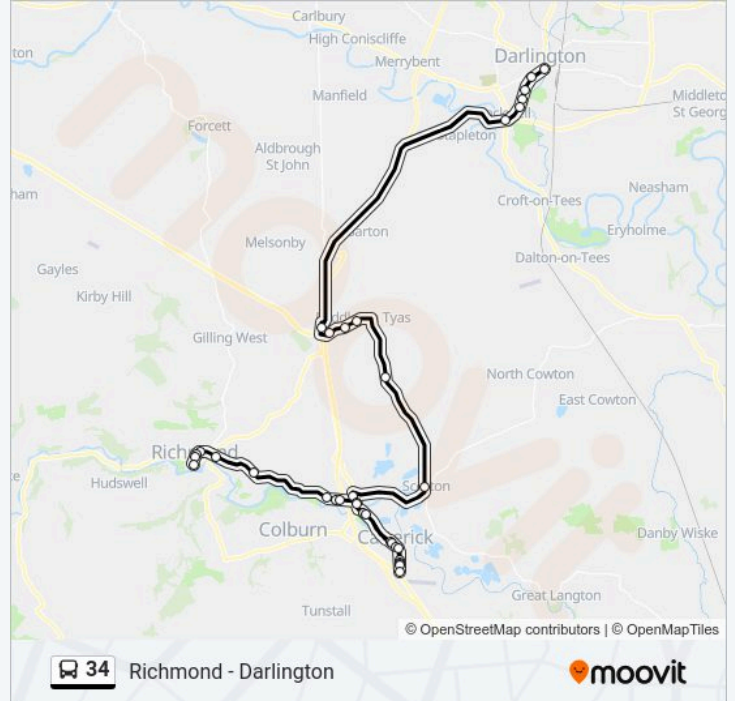 Carlbury
High Coniscliffe
Darlington
Merrybent
Manfield
Middleto
St Georg
Forcett
Aldbrough
St John
Neasham
Croft-on-Tees
Eryholme
Melsonby
Dalton-on-Tees
Gayles
Kirby Hill
Tyas
Gilling West
North Cowton
East Cowton
Hudswell
Danby Wiske
Colburn
Great Langton
Tunstall
© OpenStreetMap contributors | © OpenMapTiles
34 Richmond - Darlington
moovit